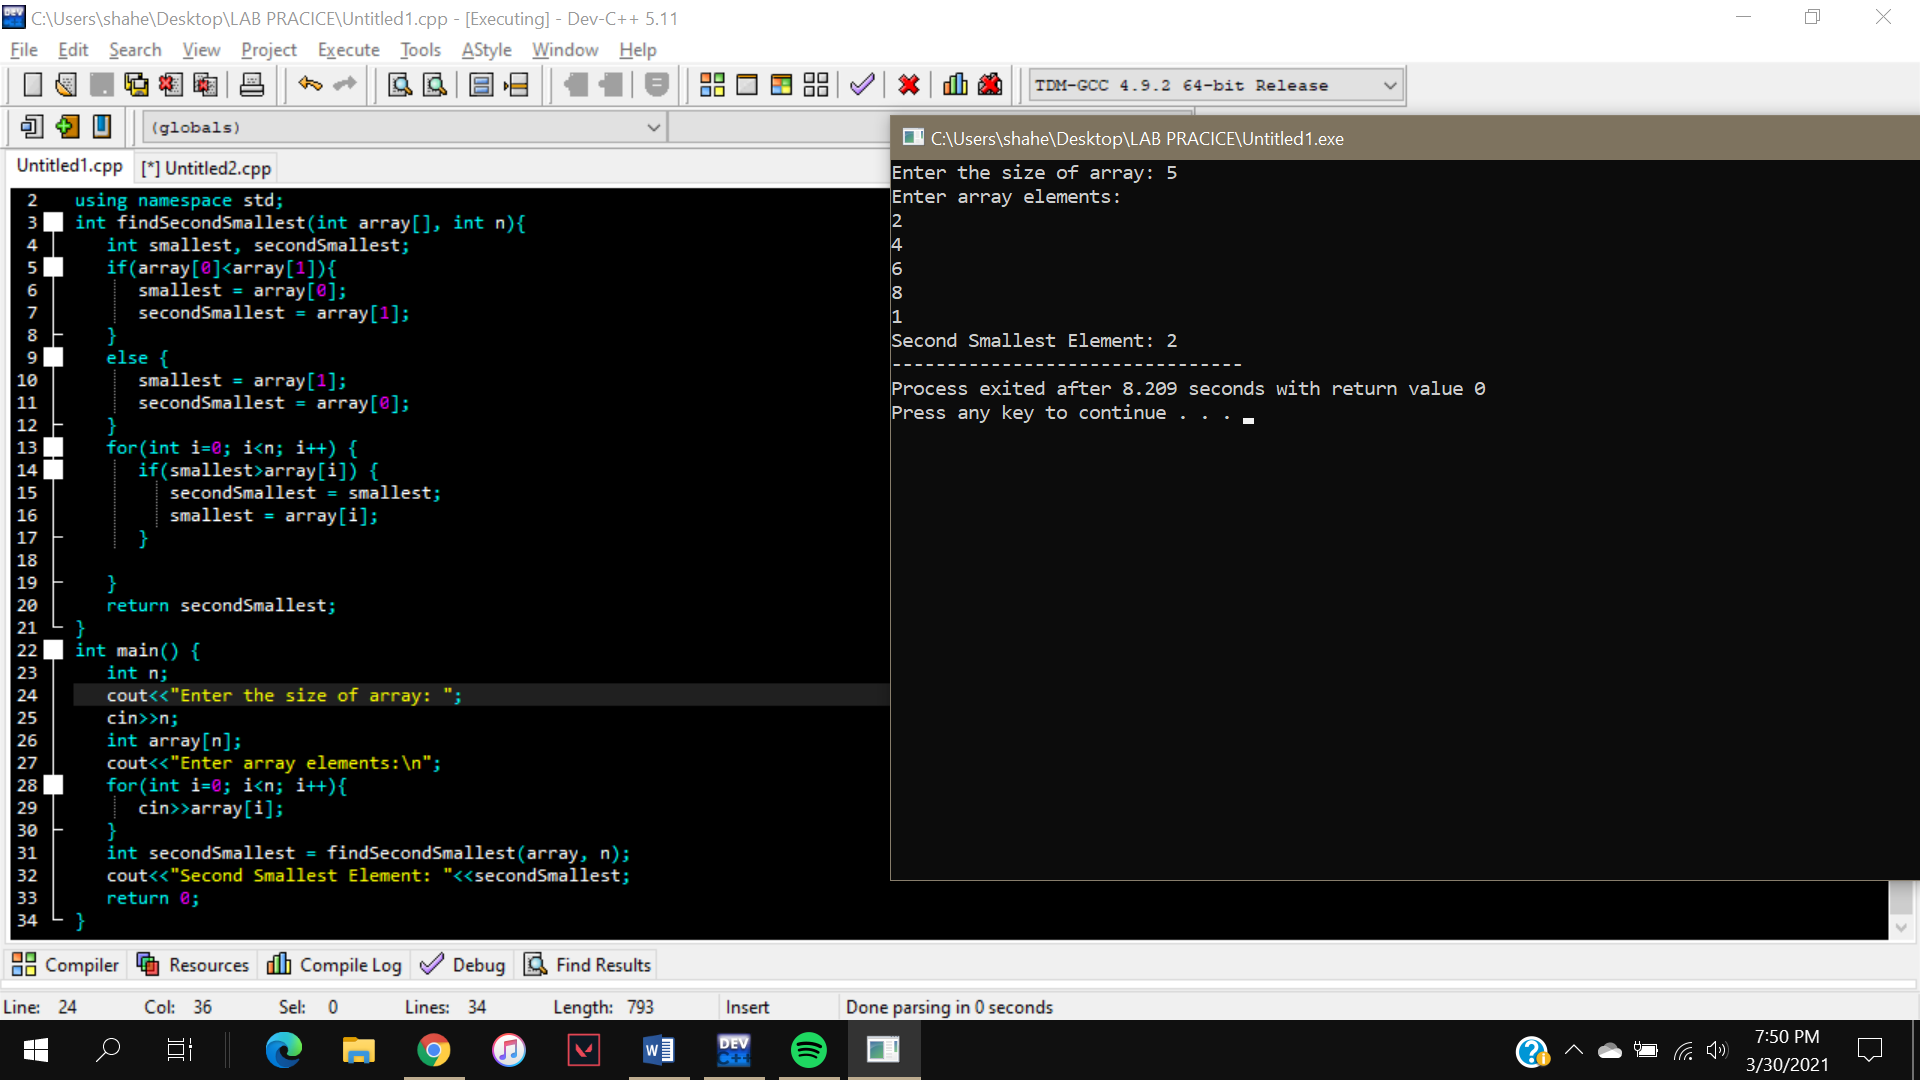 C:\Users\shahe\Desktop\LAB PRACICE\Untitled1.cpp - [Executing] - Dev-C++ 5.11
File Edit Search View Project Execute Tools AStyle Window Help
TDM-GCC 4.9.2 64-bit Release
(globals)
Untitled1.cpp [*] Untitled2.cpp
2 using namespace std;
3 int findSecondSmallest(int array[], int n){
4 int smallest, secondSmallest;
5 if(array[0]<array[1]){
6 smallest = array[0];
7 secondSmallest = array[1];
8 }
9 else {
10 smallest = array[1];
11 secondSmallest = array[0];
12 }
13 for(int i=0; i<n; i++) {
14 if(smallest>array[i]) {
15 secondSmallest = smallest;
16 smallest = array[i];
17 }
18
19 }
20 return secondSmallest;
21 }
22 int main() {
23 int n;
24 cout<<"Enter the size of array: ";
25 cin>>n;
26 int array[n];
27 cout<<"Enter array elements:\n";
28 for(int i=0; i<n; i++){
29 cin>>array[i];
30 }
31 int secondSmallest = findSecondSmallest(array, n);
32 cout<<"Second Smallest Element: "<<secondSmallest;
33 return 0;
34 }
C:\Users\shahe\Desktop\LAB PRACICE\Untitled1.exe
Enter the size of array: 5
Enter array elements:
2
4
6
8
1
Second Smallest Element: 2
--------------------------------
Process exited after 8.209 seconds with return value 0
Press any key to continue . . .
Compiler Resources Compile Log Debug Find Results
Line: 24 Col: 36 Sel: 0 Lines: 34 Length: 793 Insert Done parsing in 0 seconds
DEV
C++
7:50 PM
3/30/2021